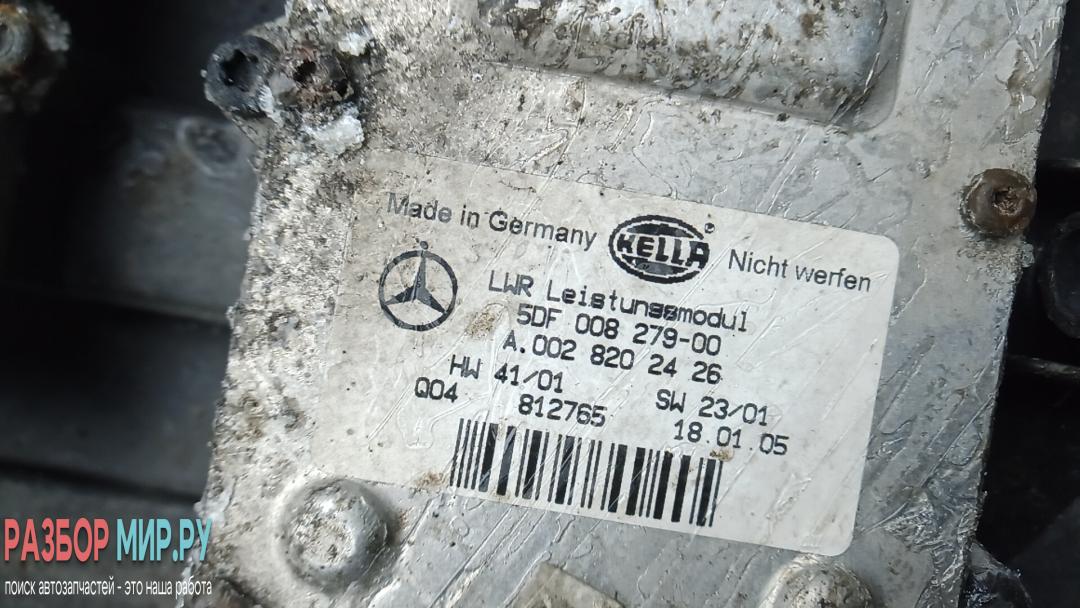 Made in Germany HELLA Nicht werfen
LWR Leistungsmodul
5DF 008 279-00
A.002 820 24 26
HW 41/01 SW 23/01
Q04 812765 18.01.05
РАЗБОР МИР.РУ
поиск автозапчастей - это наша работа